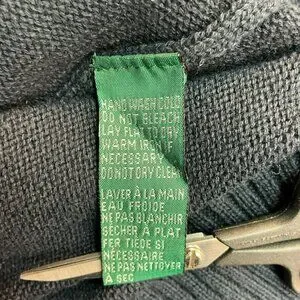 HAND WASH COLD
DO NOT BLEACH
LAY FLAT TO DRY
WARM IRON IF
NECESSARY
DO NOT DRY CLEAN
LAVER À LA MAIN
EAU FROIDE
NE PAS BLANCHIR
SÉCHER À PLAT
FER TIÈDE SI
NÉCESSAIRE
NE PAS NETTOYER
À SEC